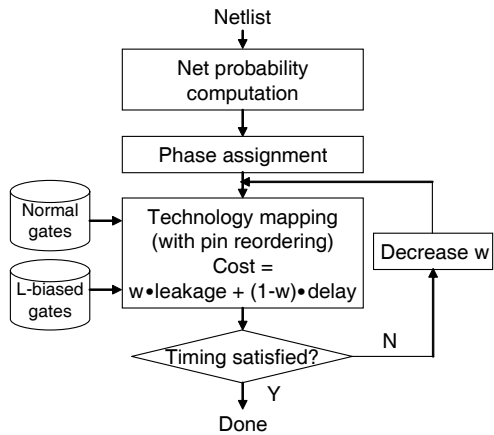 Netlist
Net probability
computation
Phase assignment
Normal
gates
L-biased
gates
Technology mapping
(with pin reordering)
Cost =
w•leakage + (1-w)•delay
Decrease w
Timing satisfied?
N
Y
Done